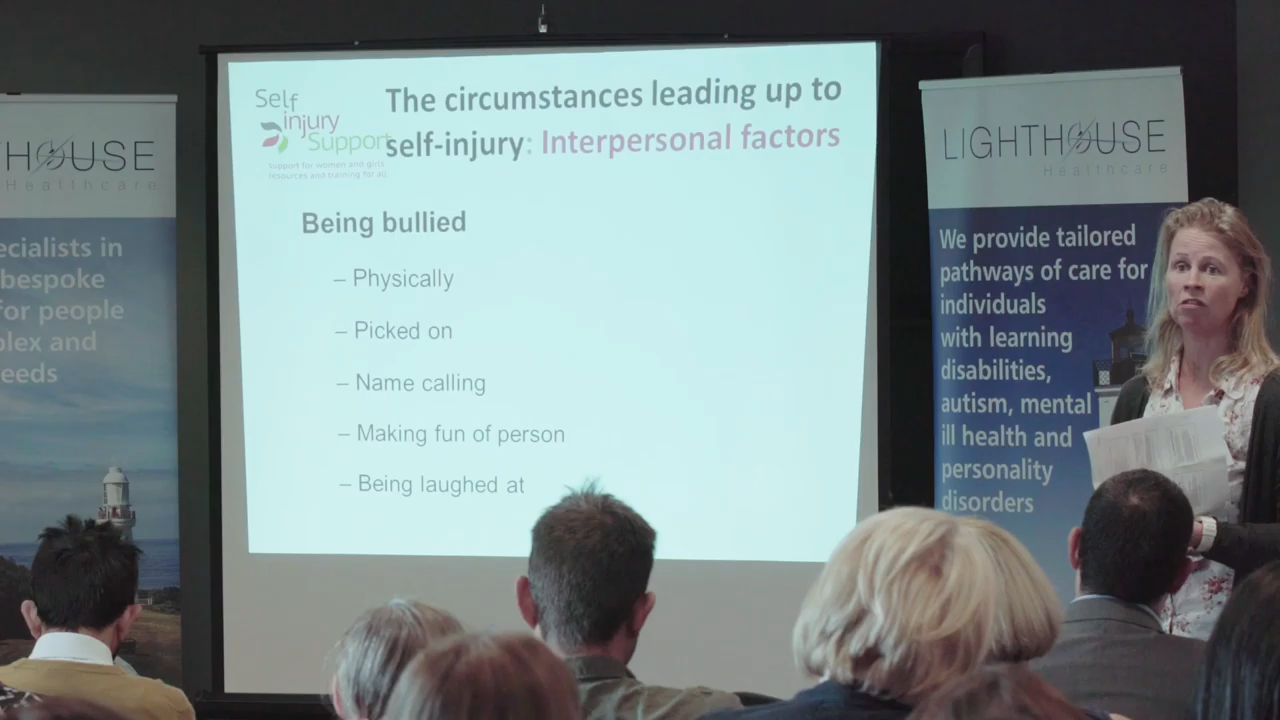 HOUSE
Healthcare
ecialists in
bespoke
for people
plex and
eeds
Self
injury
Support
support for women and girls
resources and training for all
The circumstances leading up to
self-injury: Interpersonal factors
Being bullied
– Physically
– Picked on
– Name calling
– Making fun of person
– Being laughed at
LIGHTHOUSE
Healthcare
We provide tailored
pathways of care for
individuals
with learning
disabilities,
autism, mental
ill health and
personality
disorders